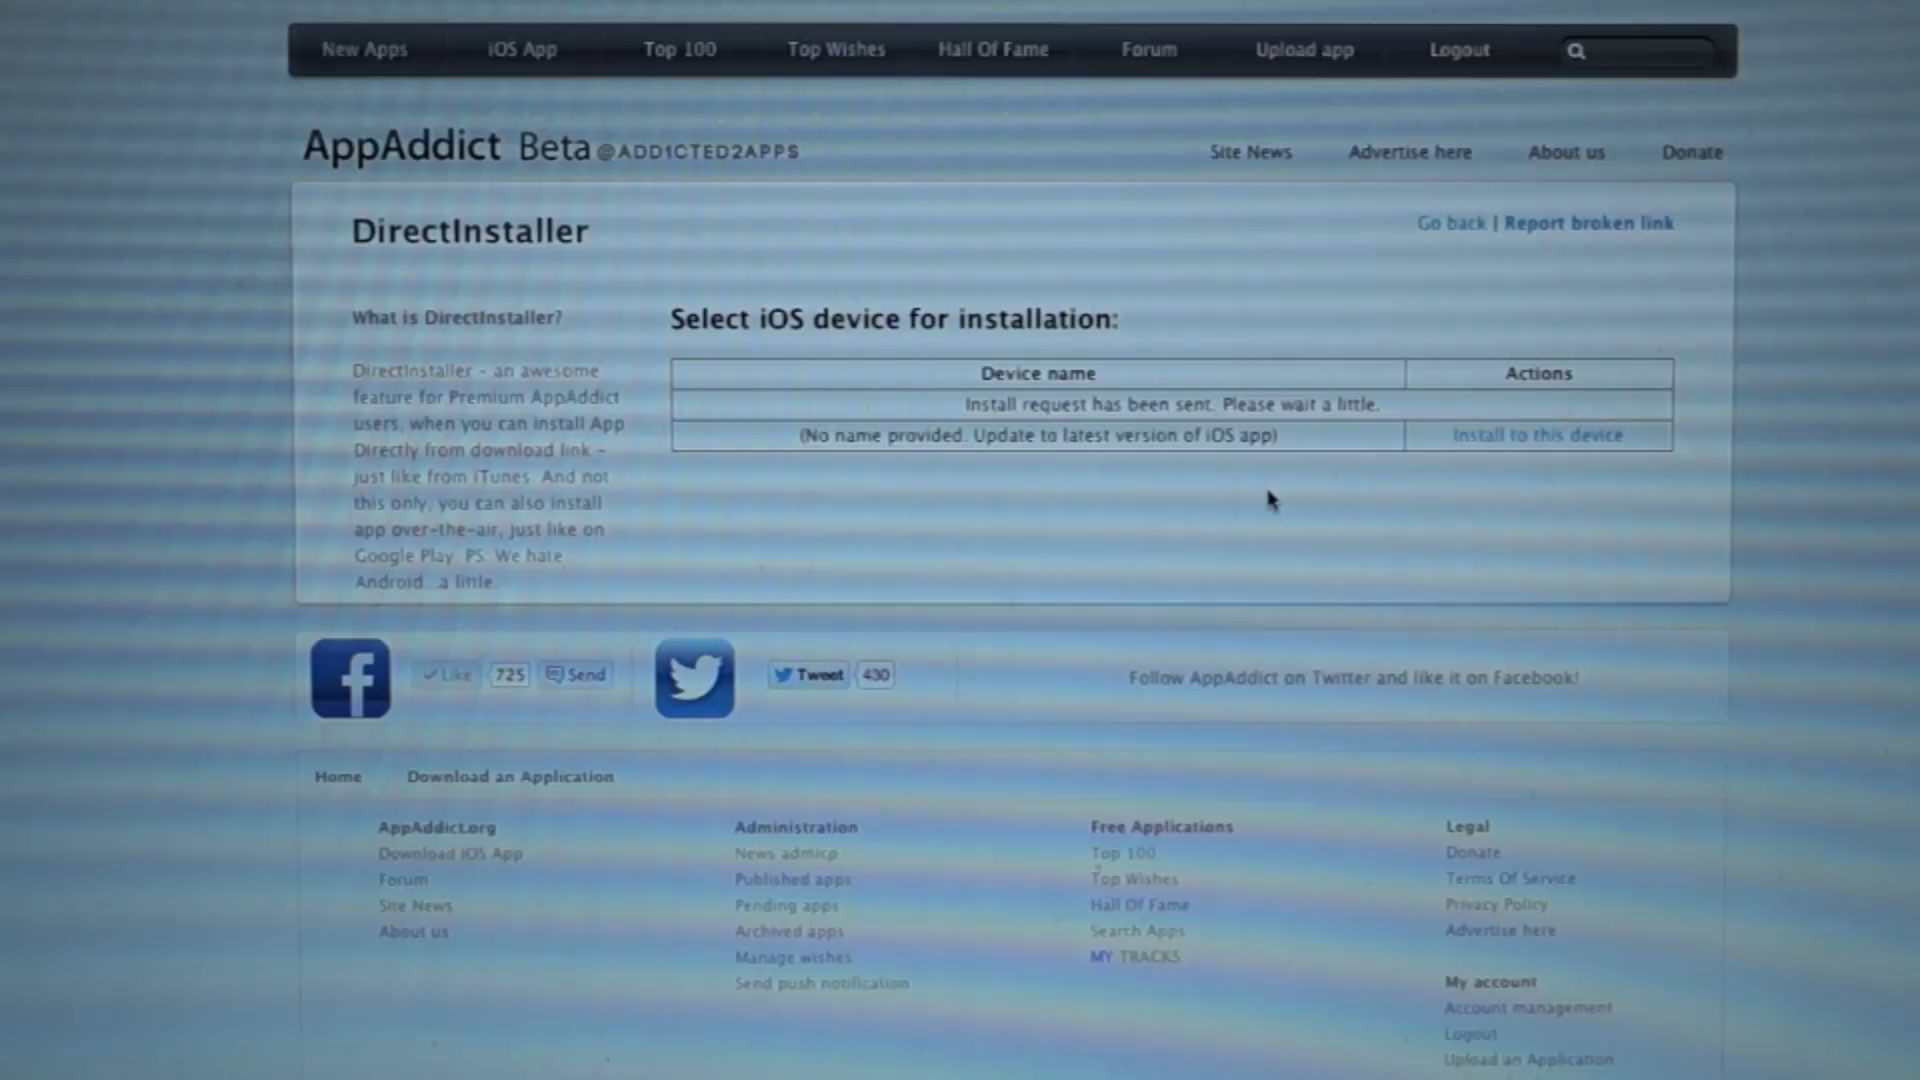 New Apps iOS App Top 100 Top Wishes Hall Of Fame Forum Upload app Logout
AppAddict Beta @ADD1CTED2APPS
Site News Advertise here About us Donate
DirectInstaller
Go back | Report broken link
What is DirectInstaller?
DirectInstaller - an awesome
feature for Premium AppAddict
users, when you can install App
Directly from download link -
just like from iTunes. And not
this only, you can also install
app over-the-air, just like on
Google Play. PS. We hate
Android...a little.
Select iOS device for installation:
Device name Actions
Install request has been sent. Please wait a little.
(No name provided. Update to latest version of iOS app) Install to this device
f Like 725 Send Tweet 430 Follow AppAddict on Twitter and like it on Facebook!
Home Download an Application
AppAddict.org
Download iOS App
Forum
Site News
About us
Administration
News admicp
Published apps
Pending apps
Archived apps
Manage wishes
Send push notification
Free Applications
Top 100
Top Wishes
Hall Of Fame
Search Apps
MY TRACKS
Legal
Donate
Terms Of Service
Privacy Policy
Advertise here
My account
Account management
Logout
Upload an Application